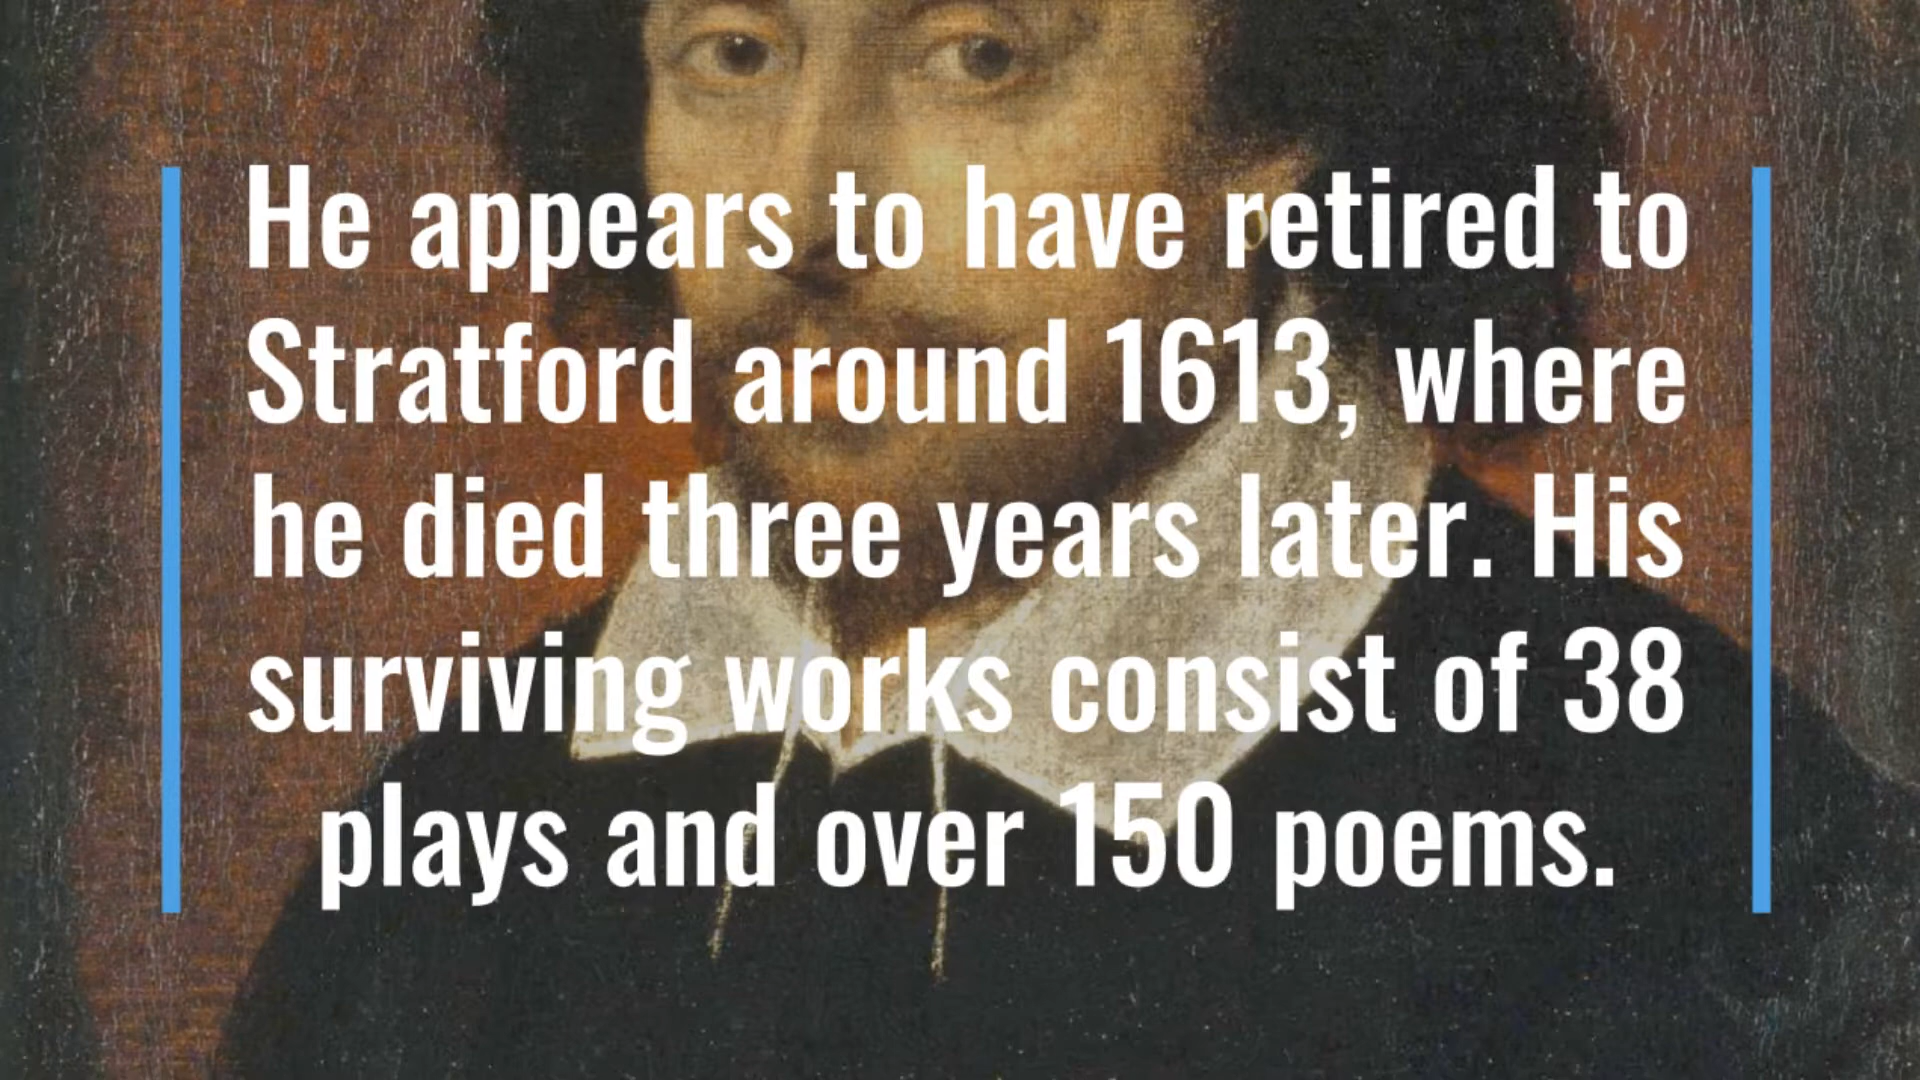 He appears to have retired to
Stratford around 1613, where
he died three years later. His
surviving works consist of 38
plays and over 150 poems.